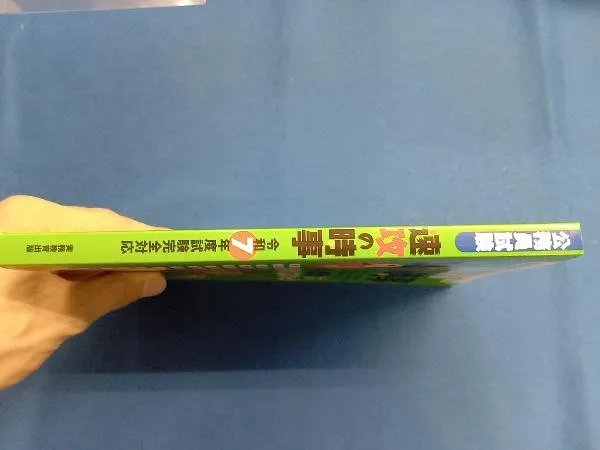 公務員試験
速攻の時事
令和7年度試験完全対応
実務教育出版